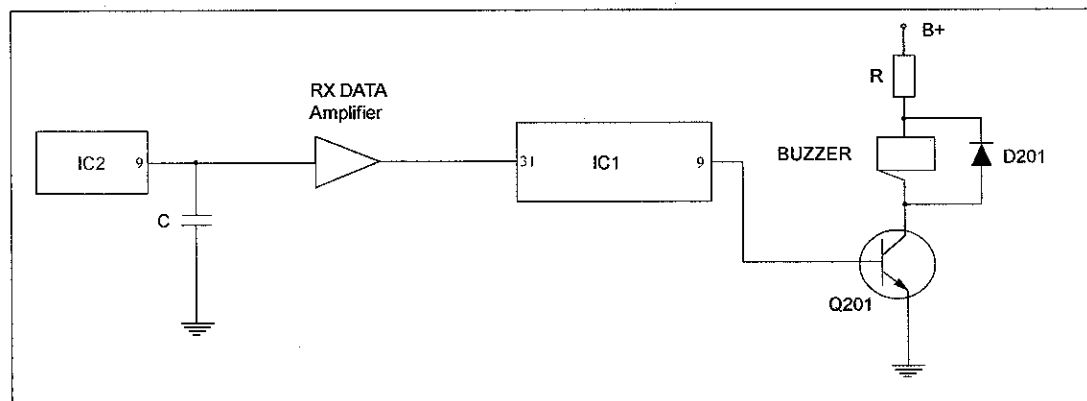 B+
R
RX DATA
Amplifier
IC2 9
31 IC1 9
BUZZER
D201
C
Q201